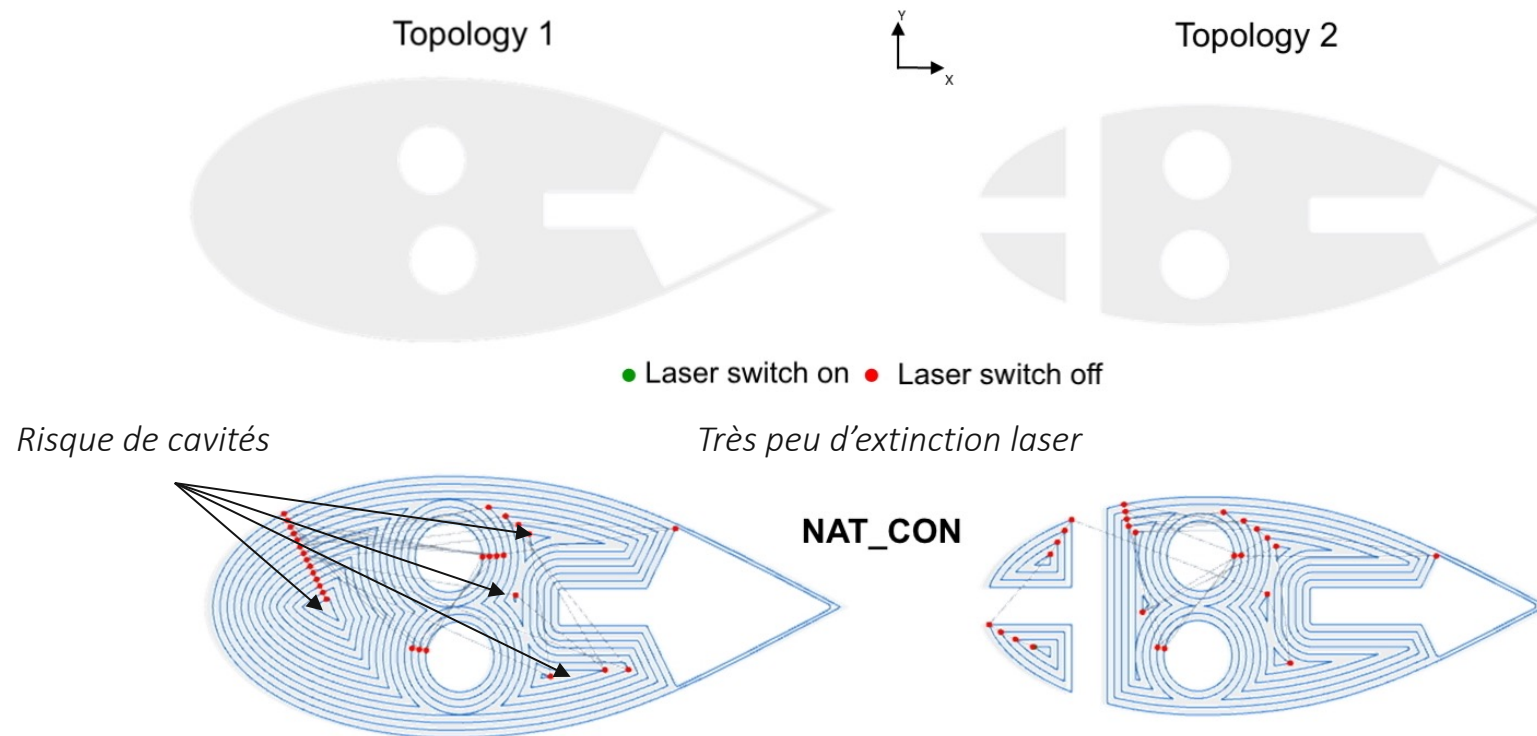 Topology 1
Y
X
Topology 2
Laser switch on Laser switch off
Risque de cavités
Très peu d’extinction laser
NAT_CON